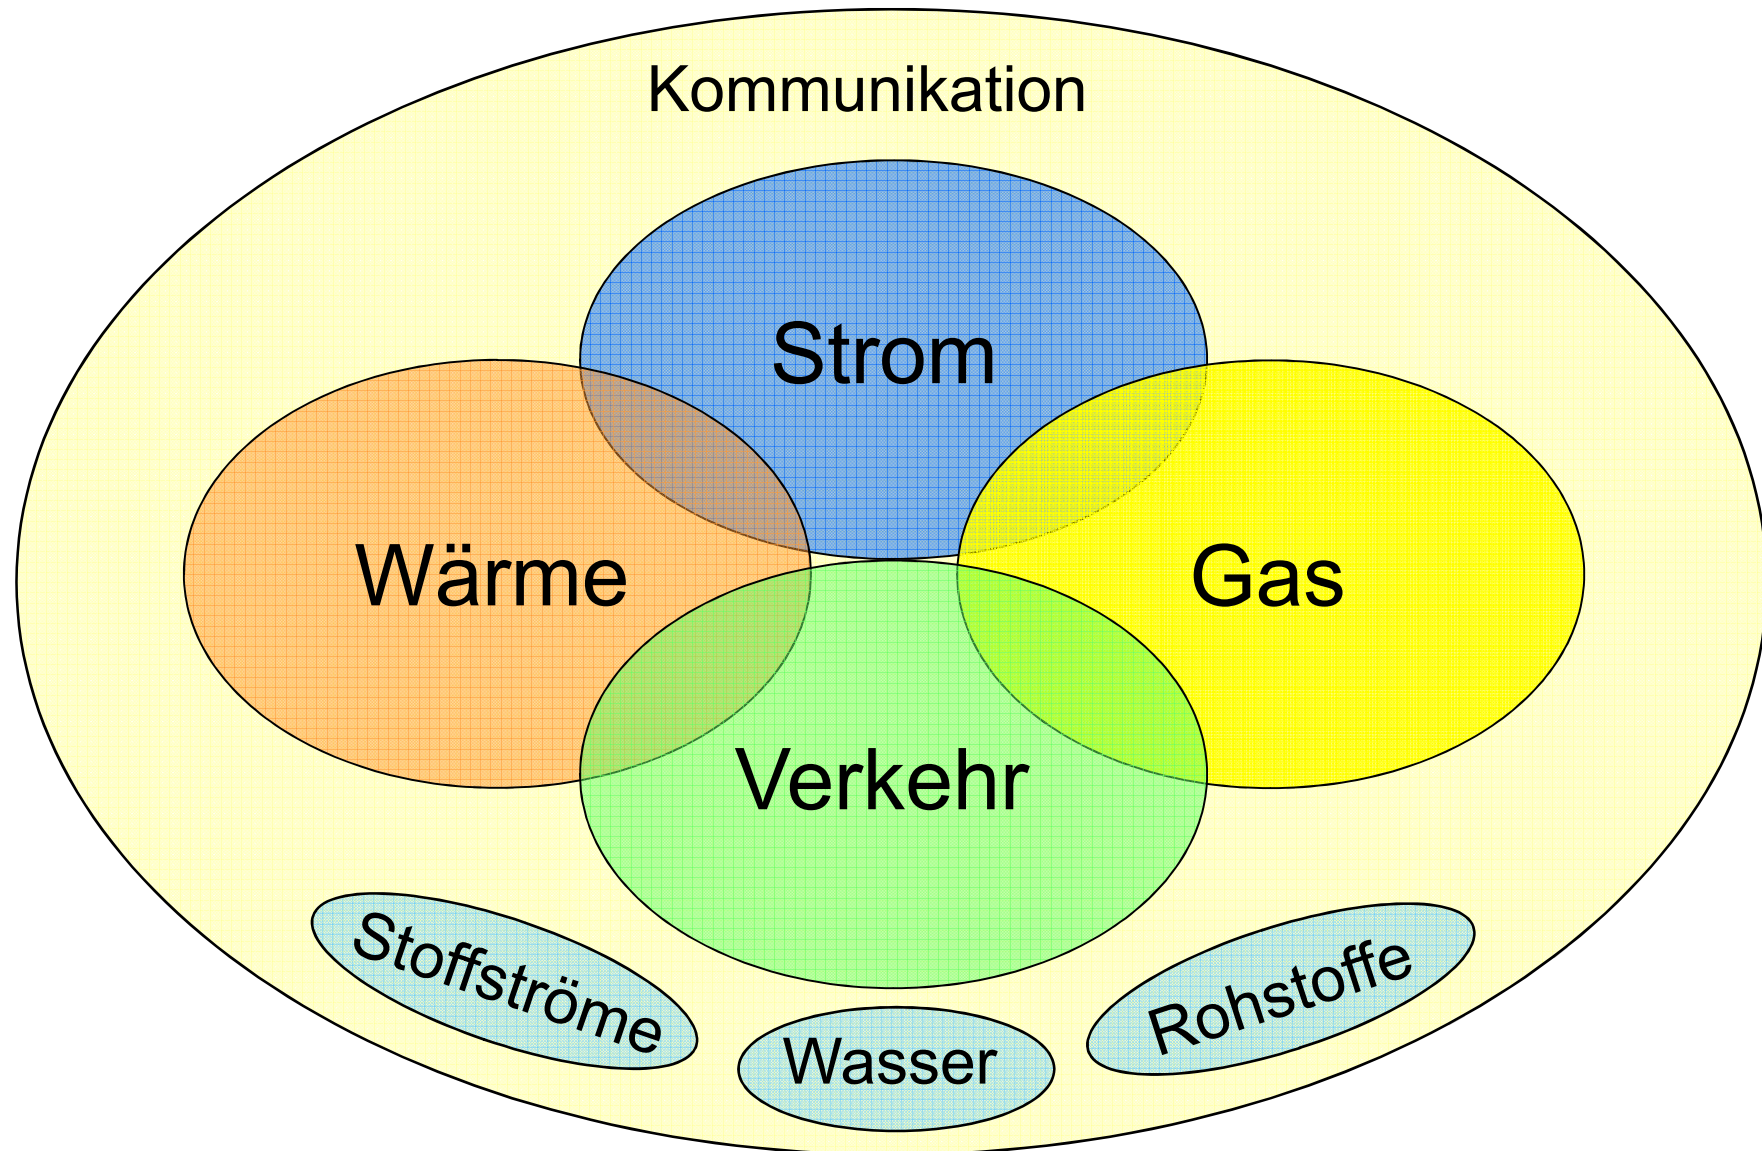 Kommunikation
Strom
Wärme
Gas
Verkehr
Stoffströme
Wasser
Rohstoffe